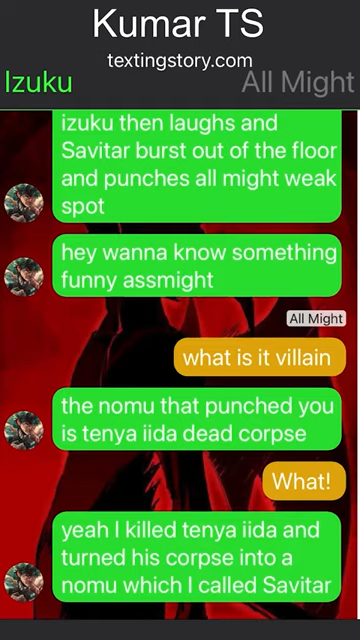 Kumar TS
textingstory.com
Izuku All Might
izuku then laughs and
Savitar burst out of the floor
and punches all might weak
spot
hey wanna know something
funny assmight
All Might
what is it villain
the nomu that punched you
is tenya iida dead corpse
What!
yeah I killed tenya iida and
turned his corpse into a
nomu which I called Savitar